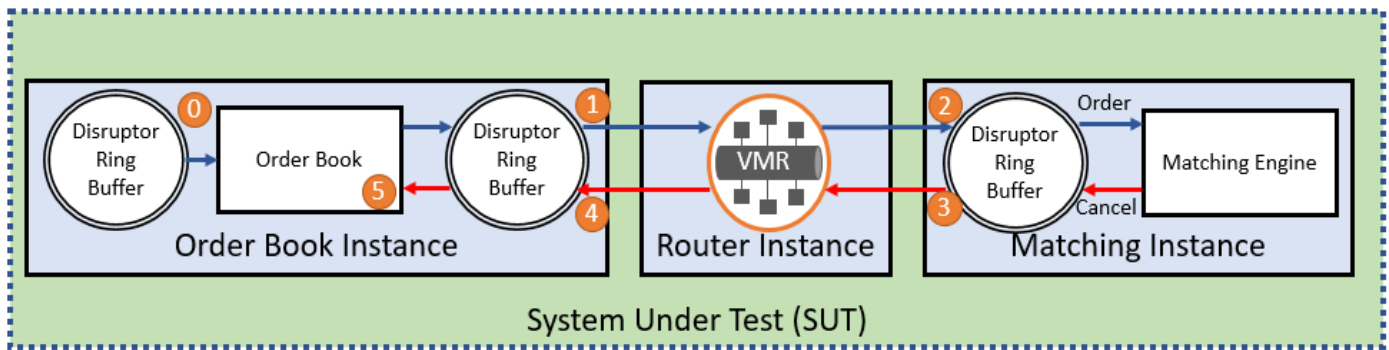 0
1
2
Disruptor
Ring
Buffer
Order Book
5
Disruptor
Ring
Buffer
4
VMR
Disruptor
Ring
Buffer
3
Order
Cancel
Matching Engine
Order Book Instance
Router Instance
Matching Instance
System Under Test (SUT)